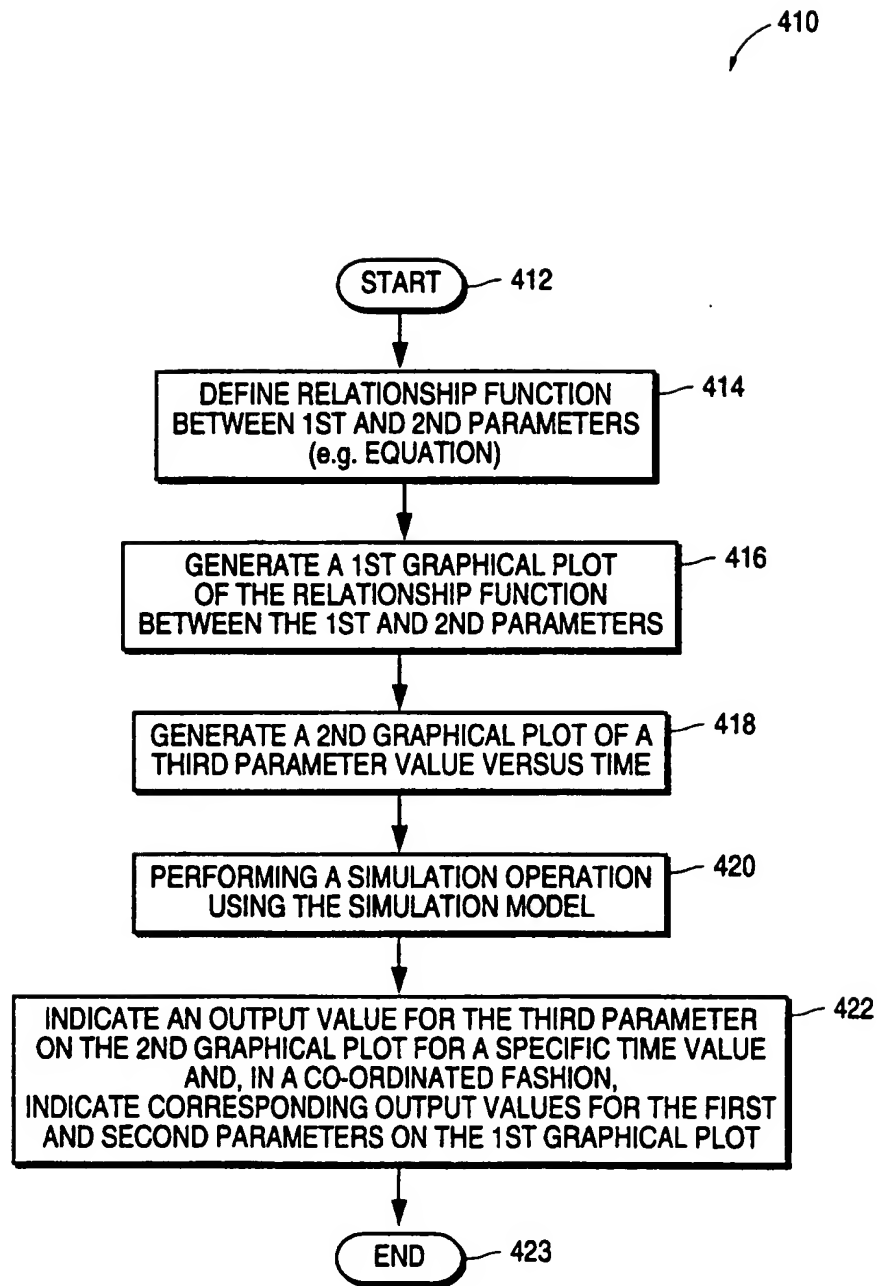 410
START
412
DEFINE RELATIONSHIP FUNCTION
BETWEEN 1ST AND 2ND PARAMETERS
(e.g. EQUATION)
414
GENERATE A 1ST GRAPHICAL PLOT
OF THE RELATIONSHIP FUNCTION
BETWEEN THE 1ST AND 2ND PARAMETERS
416
GENERATE A 2ND GRAPHICAL PLOT OF A
THIRD PARAMETER VALUE VERSUS TIME
418
PERFORMING A SIMULATION OPERATION
USING THE SIMULATION MODEL
420
INDICATE AN OUTPUT VALUE FOR THE THIRD PARAMETER
ON THE 2ND GRAPHICAL PLOT FOR A SPECIFIC TIME VALUE
AND, IN A CO-ORDINATED FASHION,
INDICATE CORRESPONDING OUTPUT VALUES FOR THE FIRST
AND SECOND PARAMETERS ON THE 1ST GRAPHICAL PLOT
422
END
423